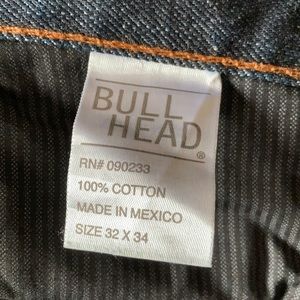 BULL
HEAD®
RN# 090233
100% COTTON
MADE IN MEXICO
SIZE 32 X 34